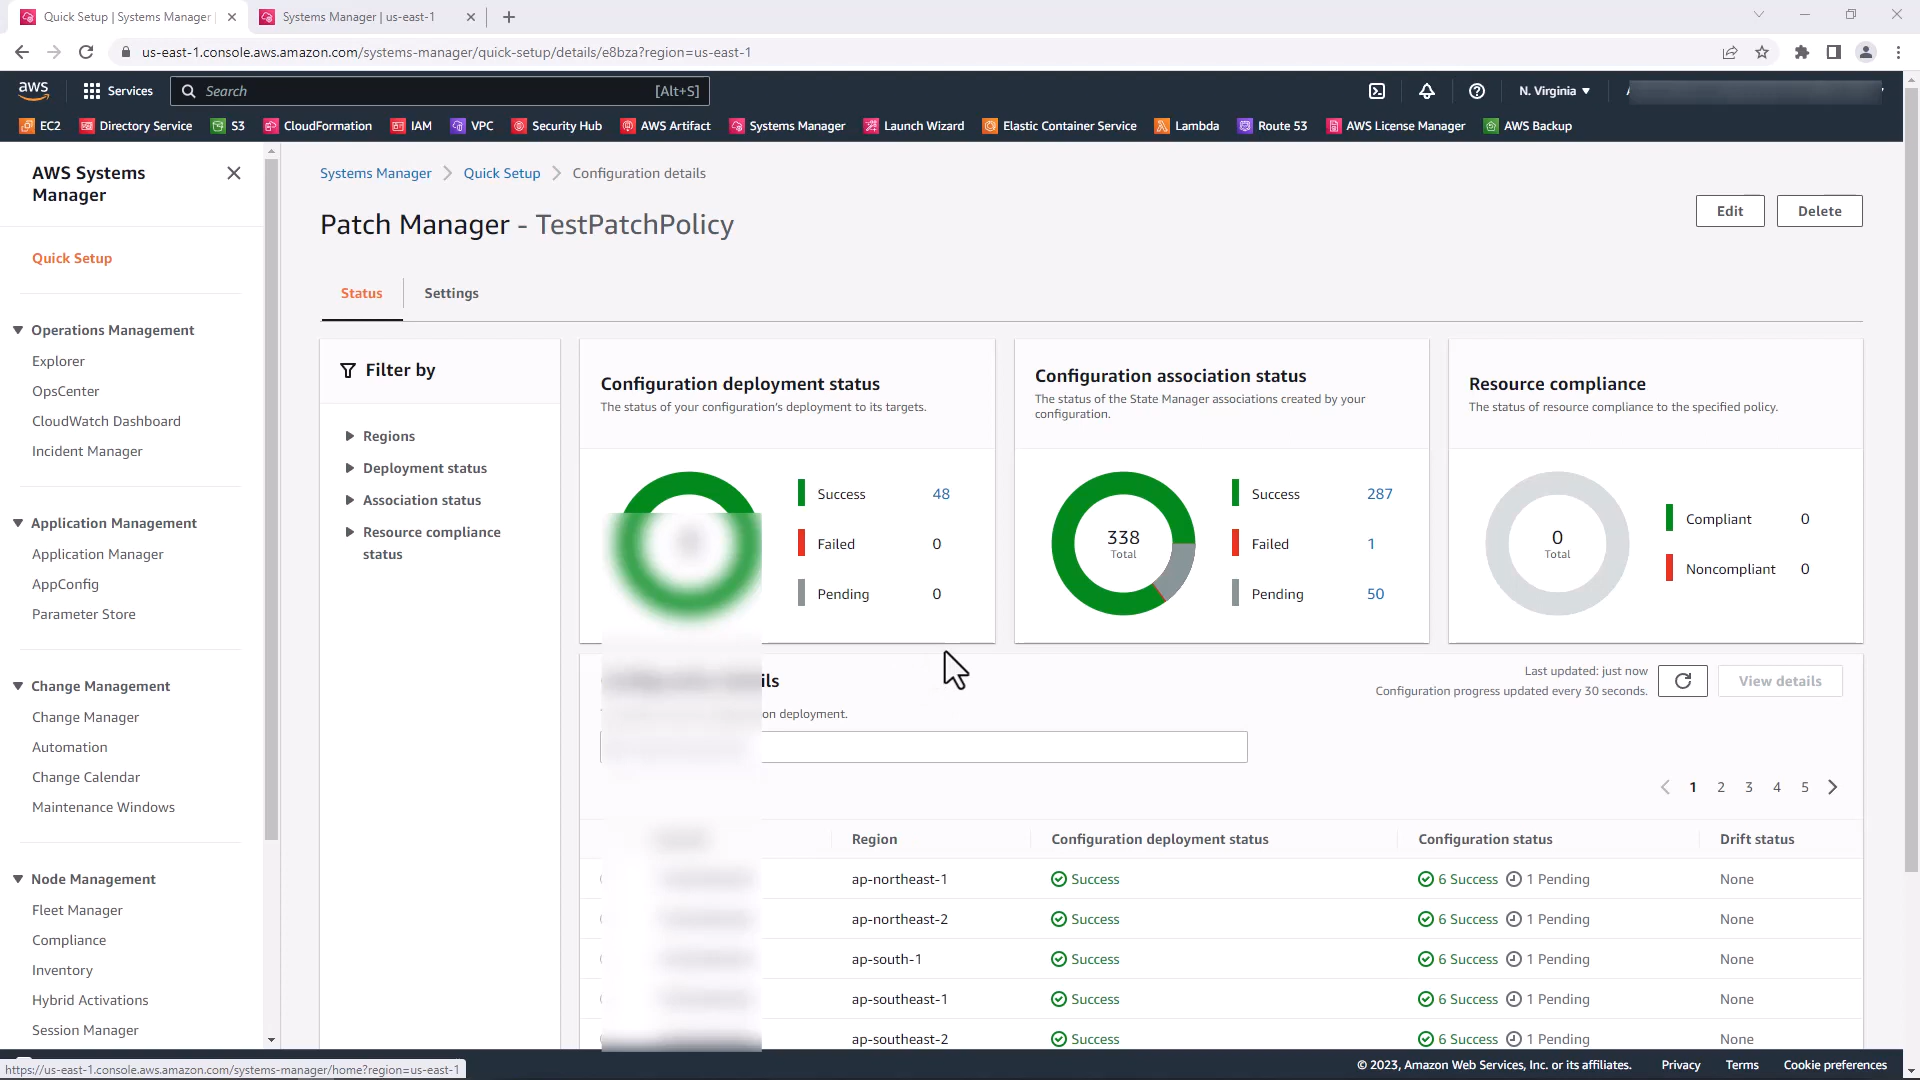 Quick Setup | Systems Manager
Systems Manager | us-east-1
us-east-1.console.aws.amazon.com/systems-manager/quick-setup/details/e8bza?region=us-east-1
aws
Services
Search
[Alt+S]
N. Virginia
EC2
Directory Service
S3
CloudFormation
IAM
VPC
Security Hub
AWS Artifact
Systems Manager
Launch Wizard
Elastic Container Service
Lambda
Route 53
AWS License Manager
AWS Backup
AWS Systems
Manager
Quick Setup
Operations Management
Explorer
OpsCenter
CloudWatch Dashboard
Incident Manager
Application Management
Application Manager
AppConfig
Parameter Store
Change Management
Change Manager
Automation
Change Calendar
Maintenance Windows
Node Management
Fleet Manager
Compliance
Inventory
Hybrid Activations
Session Manager
Systems Manager
Quick Setup
Configuration details
Patch Manager - TestPatchPolicy
Edit
Delete
Status
Settings
Filter by
Regions
Deployment status
Association status
Resource compliance
status
Configuration deployment status
The status of your configuration's deployment to its targets.
Success 48
Failed 0
Pending 0
Configuration association status
The status of the State Manager associations created by your
configuration.
338
Total
Success 287
Failed 1
Pending 50
Resource compliance
The status of resource compliance to the specified policy.
0
Total
Compliant 0
Noncompliant 0
ils
on deployment.
Last updated: just now
Configuration progress updated every 30 seconds.
View details
1 2 3 4 5
Region Configuration deployment status Configuration status Drift status
ap-northeast-1 Success 6 Success 1 Pending None
ap-northeast-2 Success 6 Success 1 Pending None
ap-south-1 Success 6 Success 1 Pending None
ap-southeast-1 Success 6 Success 1 Pending None
ap-southeast-2 Success 6 Success 1 Pending None
https://us-east-1.console.aws.amazon.com/systems-manager/home?region=us-east-1
© 2023, Amazon Web Services, Inc. or its affiliates.
Privacy
Terms
Cookie preferences